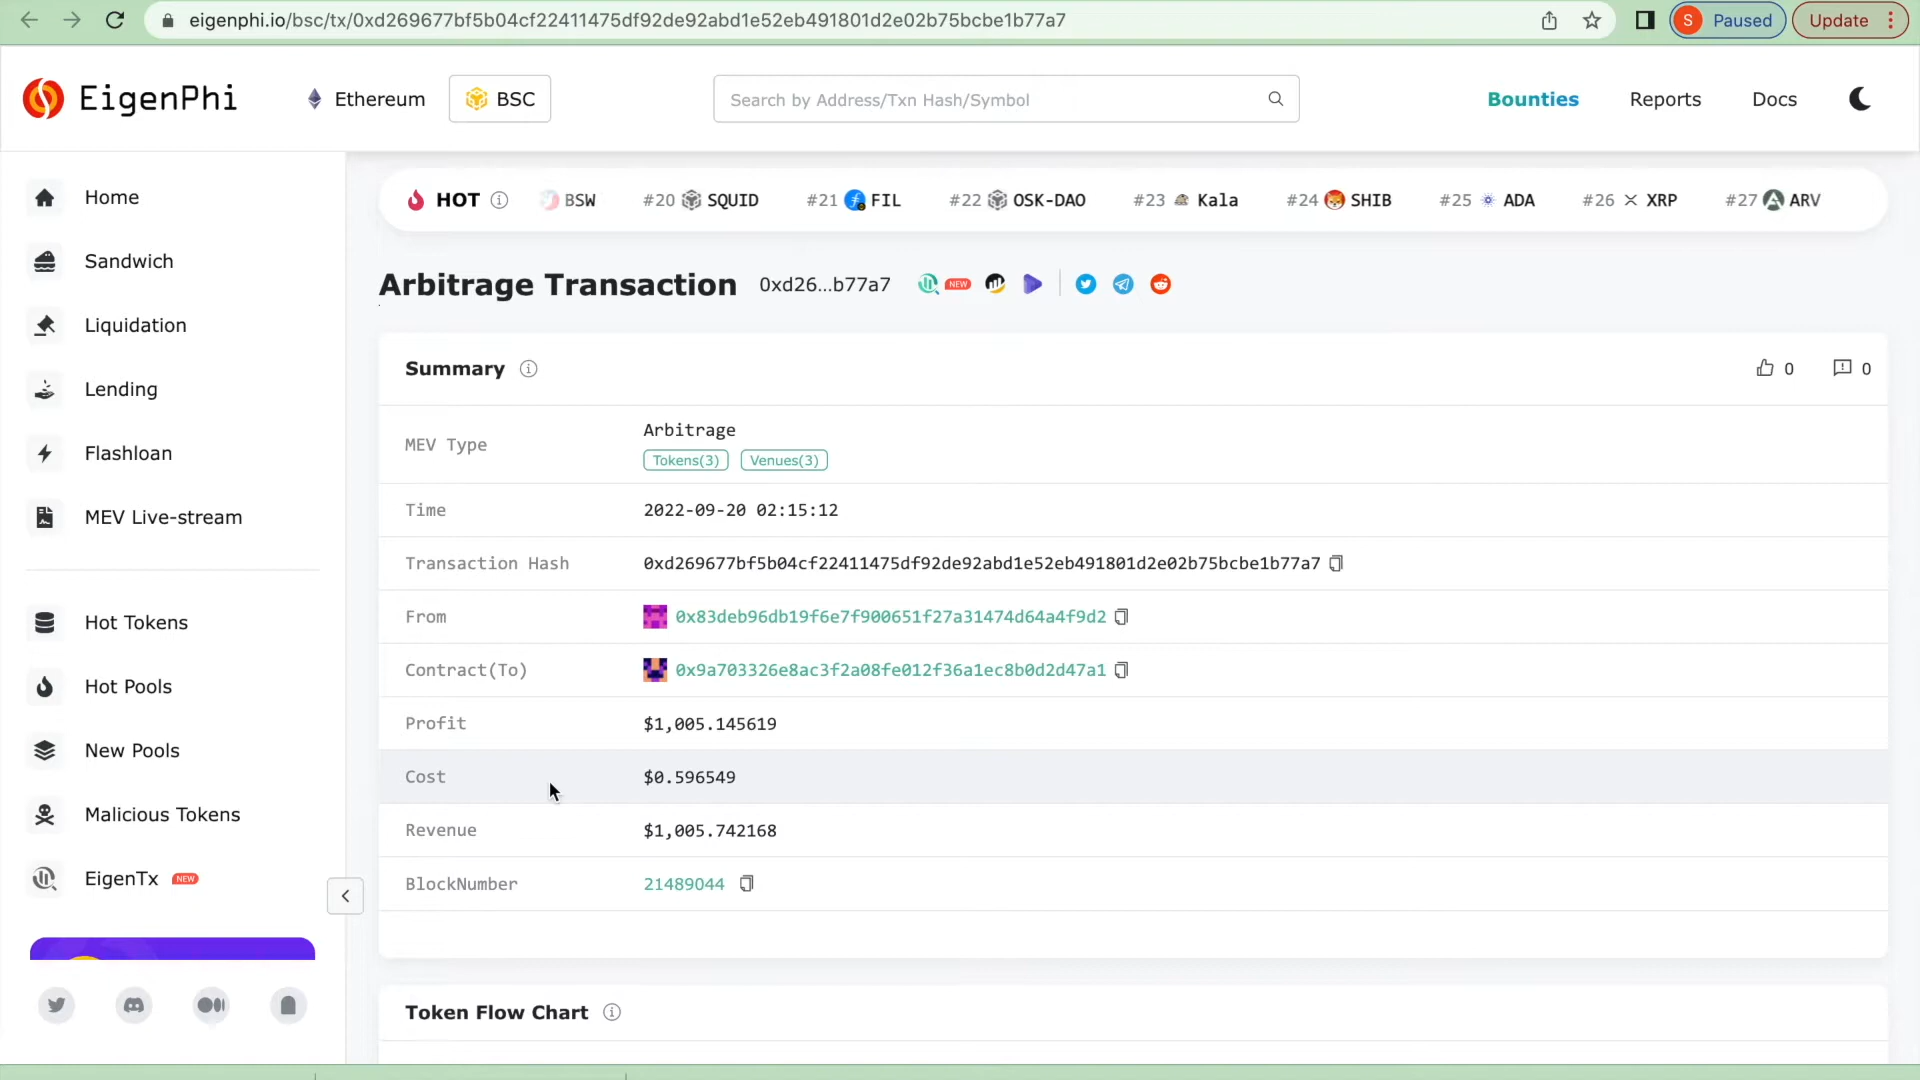 eigenphi.io/bsc/tx/0xd269677bf5b04cf22411475df92de92abd1e52eb491801d2e02b75bcbe1b77a7
S Paused Update
EigenPhi Ethereum BSC Search by Address/Txn Hash/Symbol Bounties Reports Docs
Home
Sandwich
Liquidation
Lending
Flashloan
MEV Live-stream
Hot Tokens
Hot Pools
New Pools
Malicious Tokens
EigenTx NEW
HOT BSW #20 SQUID #21 FIL #22 OSK-DAO #23 Kala #24 SHIB #25 ADA #26 XRP #27 ARV
Arbitrage Transaction 0xd26...b77a7 NEW
Summary 0 0
MEV Type Arbitrage
Tokens(3) Venues(3)
Time 2022-09-20 02:15:12
Transaction Hash 0xd269677bf5b04cf22411475df92de92abd1e52eb491801d2e02b75bcbe1b77a7
From 0x83deb96db19f6e7f900651f27a31474d64a4f9d2
Contract(To) 0x9a703326e8ac3f2a08fe012f36a1ec8b0d2d47a1
Profit $1,005.145619
Cost $0.596549
Revenue $1,005.742168
BlockNumber 21489044
Token Flow Chart